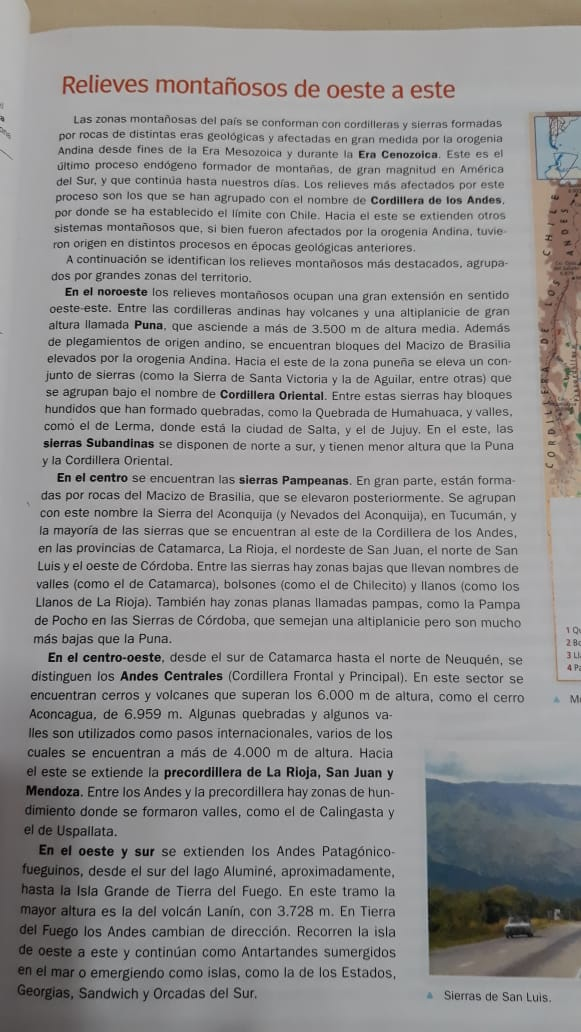 Relieves montañosos de oeste a este
Las zonas montañosas del país se conforman con cordilleras y sierras formadas
por rocas de distintas eras geológicas y afectadas en gran medida por la orogenia
Andina desde fines de la Era Mesozoica y durante la Era Cenozoica. Este es el
último proceso endógeno formador de montañas, de gran magnitud en América
del Sur, y que continúa hasta nuestros días. Los relieves más afectados por este
proceso son los que se han agrupado con el nombre de Cordillera de los Andes,
por donde se ha establecido el límite con Chile. Hacia el este se extienden otros
sistemas montañosos que, si bien fueron afectados por la orogenia Andina, tuvie-
ron origen en distintos procesos en épocas geológicas anteriores.
A continuación se identifican los relieves montañosos más destacados, agrupa-
dos por grandes zonas del territorio.
En el noroeste los relieves montañosos ocupan una gran extensión en sentido
oeste-este. Entre las cordilleras andinas hay volcanes y una altiplanicie de gran
altura llamada Puna, que asciende a más de 3.500 m de altura media. Además
de plegamientos de origen andino, se encuentran bloques del Macizo de Brasilia
elevados por la orogenia Andina. Hacia el este de la zona puneña se eleva un con-
junto de sierras (como la Sierra de Santa Victoria y la de Aguilar, entre otras) que
se agrupan bajo el nombre de Cordillera Oriental. Entre estas sierras hay bloques
hundidos que han formado quebradas, como la Quebrada de Humahuaca, y valles,
como el de Lerma, donde está la ciudad de Salta, y el de Jujuy. En el este, las
sierras Subandinas se disponen de norte a sur, y tienen menor altura que la Puna
y la Cordillera Oriental.
En el centro se encuentran las sierras Pampeanas. En gran parte, están forma-
das por rocas del Macizo de Brasilia, que se elevaron posteriormente. Se agrupan
con este nombre la Sierra del Aconquija (y Nevados del Aconquija), en Tucumán, y
la mayoría de las sierras que se encuentran al este de la Cordillera de los Andes,
en las provincias de Catamarca, La Rioja, el nordeste de San Juan, el norte de San
Luis y el oeste de Córdoba. Entre las sierras hay zonas bajas que llevan nombres de
valles (como el de Catamarca), bolsones (como el de Chilecito) y llanos (como los
Llanos de La Rioja). También hay zonas planas llamadas pampas, como la Pampa
de Pocho en las Sierras de Córdoba, que semejan una altiplanicie pero son mucho
más bajas que la Puna.
En el centro-oeste, desde el sur de Catamarca hasta el norte de Neuquén, se
distinguen los Andes Centrales (Cordillera Frontal y Principal). En este sector se
encuentran cerros y volcanes que superan los 6.000 m de altura, como el cerro
Aconcagua, de 6.959 m. Algunas quebradas y algunos va-
lles son utilizados como pasos internacionales, varios de los
cuales se encuentran a más de 4.000 m de altura. Hacia
el este se extiende la precordillera de La Rioja, San Juan y
Mendoza. Entre los Andes y la precordillera hay zonas de hun-
dimiento donde se formaron valles, como el de Calingasta y
el de Uspallata.
En el oeste y sur se extienden los Andes Patagónico-
fueguinos, desde el sur del lago Aluminé, aproximadamente,
hasta la Isla Grande de Tierra del Fuego. En este tramo la
mayor altura es la del volcán Lanín, con 3.728 m. En Tierra
del Fuego los Andes cambian de dirección. Recorren la isla
de oeste a este y continúan como Antartandes sumergidos
en el mar o emergiendo como islas, como la de los Estados,
Georgias, Sandwich y Orcadas del Sur.
CORDILLERA DE LOS ANDES
CHILE
1
2
3
4
Sierras de San Luis.